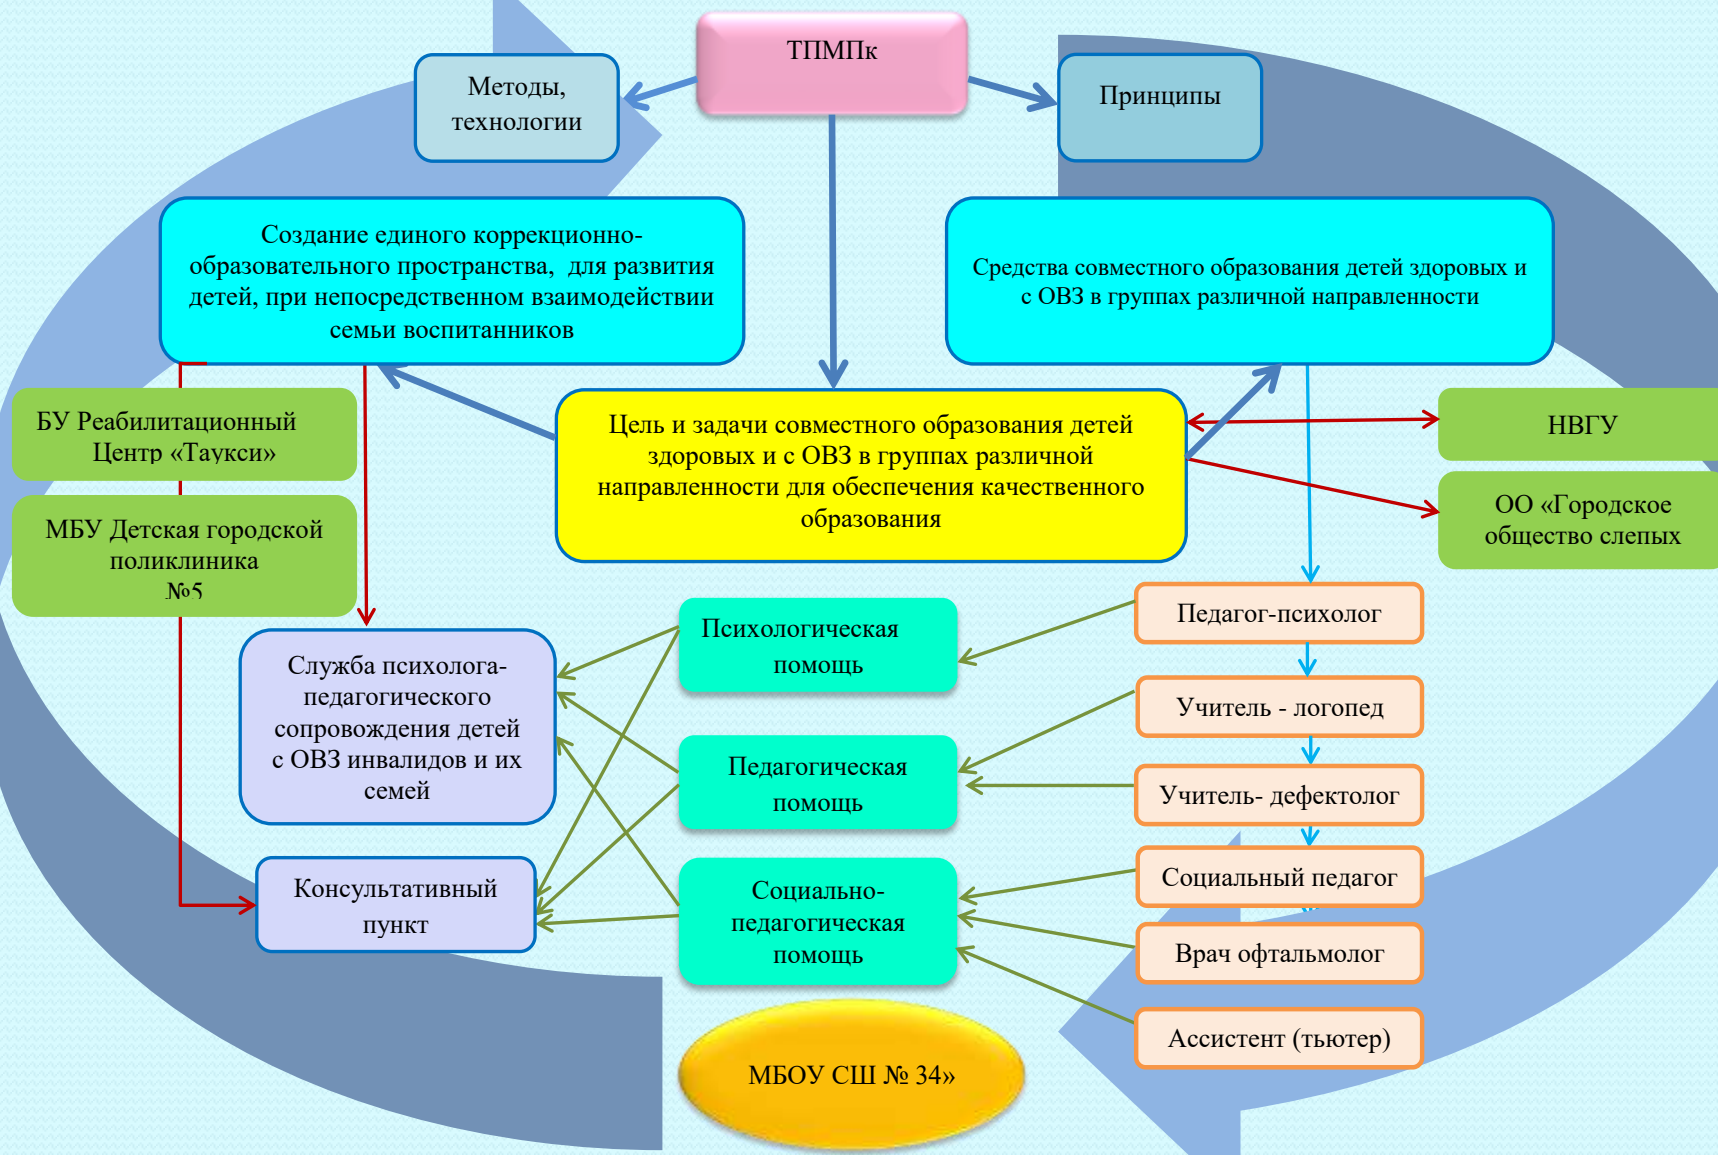 ТПМПк
Методы,
технологии
Принципы
Создание единого коррекционно-
образовательного пространства, для развития
детей, при непосредственном взаимодействии
семьи воспитанников
Средства совместного образования детей здоровых и
с ОВЗ в группах различной направленности
БУ Реабилитационный
Центр «Таукси»
МБУ Детская городской
поликлиника
№5
Цель и задачи совместного образования детей
здоровых и с ОВЗ в группах различной
направленности для обеспечения качественного
образования
НВГУ
ОО «Городское
общество слепых
Служба психолога-
педагогического
сопровождения детей
с ОВЗ инвалидов и их
семей
Консультативный
пункт
Психологическая
помощь
Педагогическая
помощь
Социально-
педагогическая
помощь
Педагог-психолог
Учитель - логопед
Учитель- дефектолог
Социальный педагог
Врач офтальмолог
Ассистент (тьютер)
МБОУ СШ № 34»